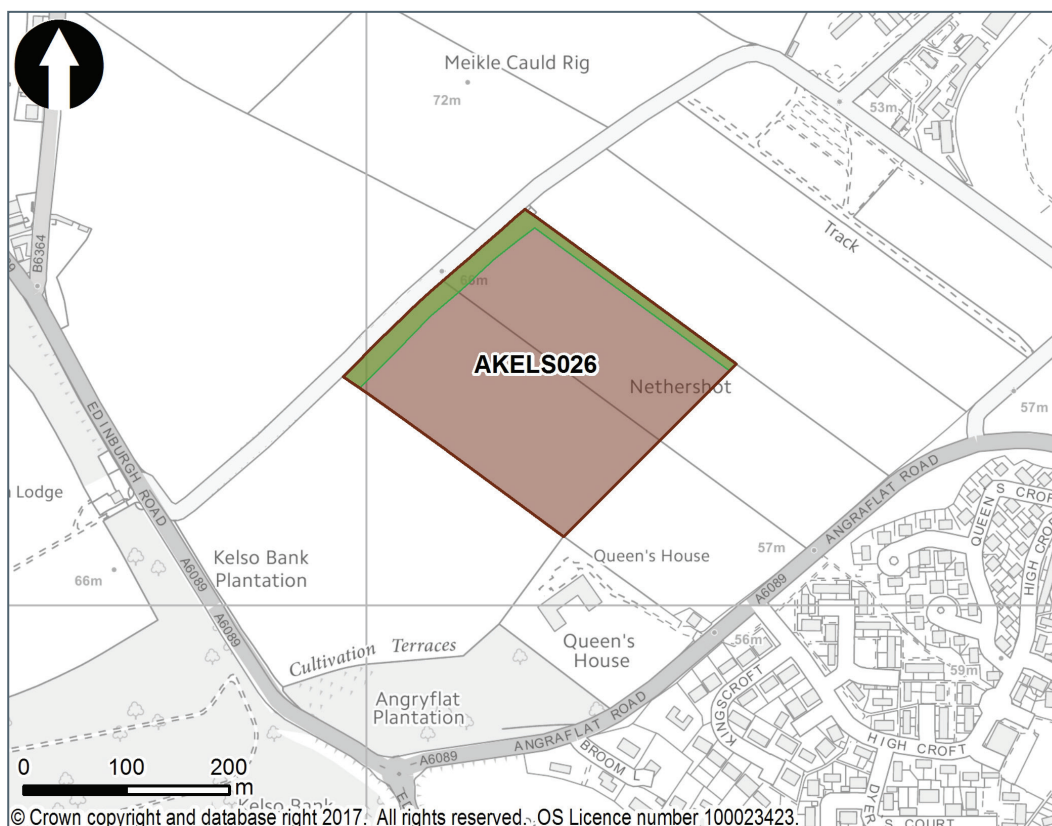 Meikle Cauld Rig
72m
53m
Track
B6364
68m
AKELS026
Nethershot
57m
EDINBURGH ROAD
Lodge
ANGRAFLAT ROAD
QUEEN'S CROFT
HIGH CROFT
Kelso Bank
Plantation
A6089
66m
A6089
Queen's House
57m
A6089
Cultivation Terraces
Queen's
House
56m
59m
Angryflat
Plantation
KINGSCROFT
HIGH CROFT
ANGRAFLAT ROAD
A6089
BROOM L
0 100 200
m
Kelso Bank
S COURT
© Crown copyright and database right 2017. All rights reserved. OS Licence number 100023423.